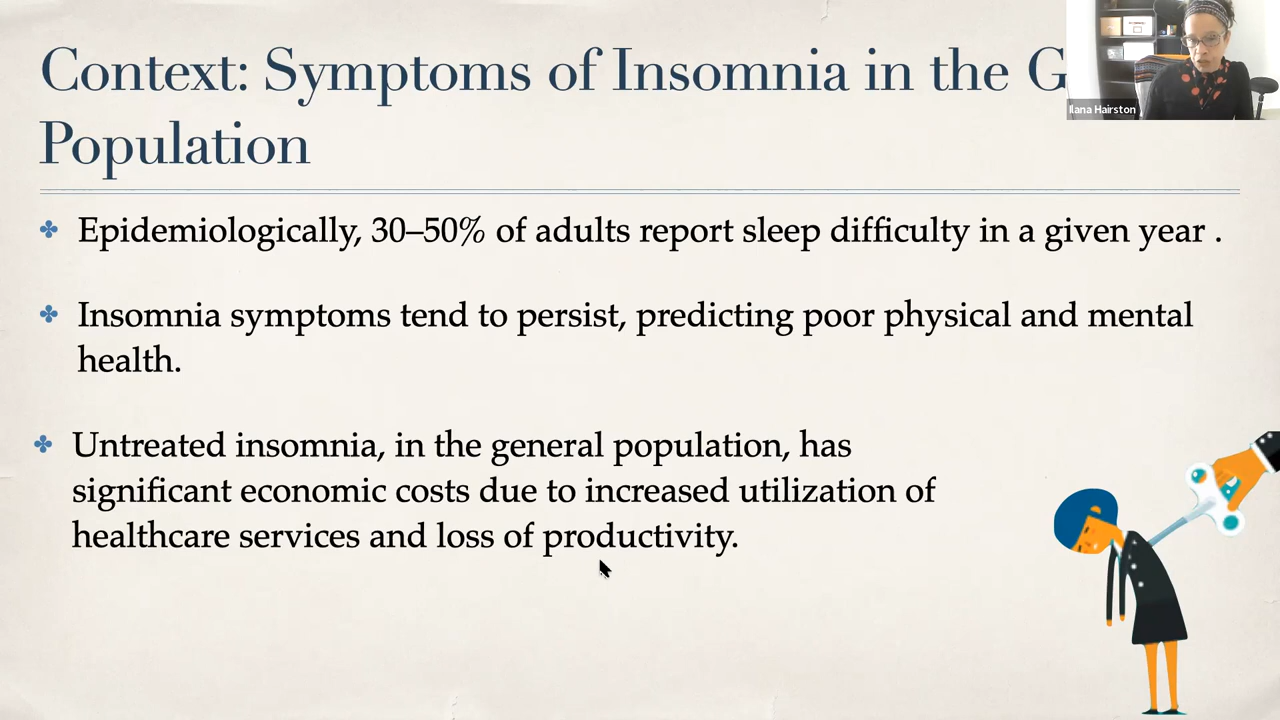 Context: Symptoms of Insomnia in the G
Population
Ilana Hairston
Epidemiologically, 30–50% of adults report sleep difficulty in a given year .
Insomnia symptoms tend to persist, predicting poor physical and mental
health.
Untreated insomnia, in the general population, has
significant economic costs due to increased utilization of
healthcare services and loss of productivity.